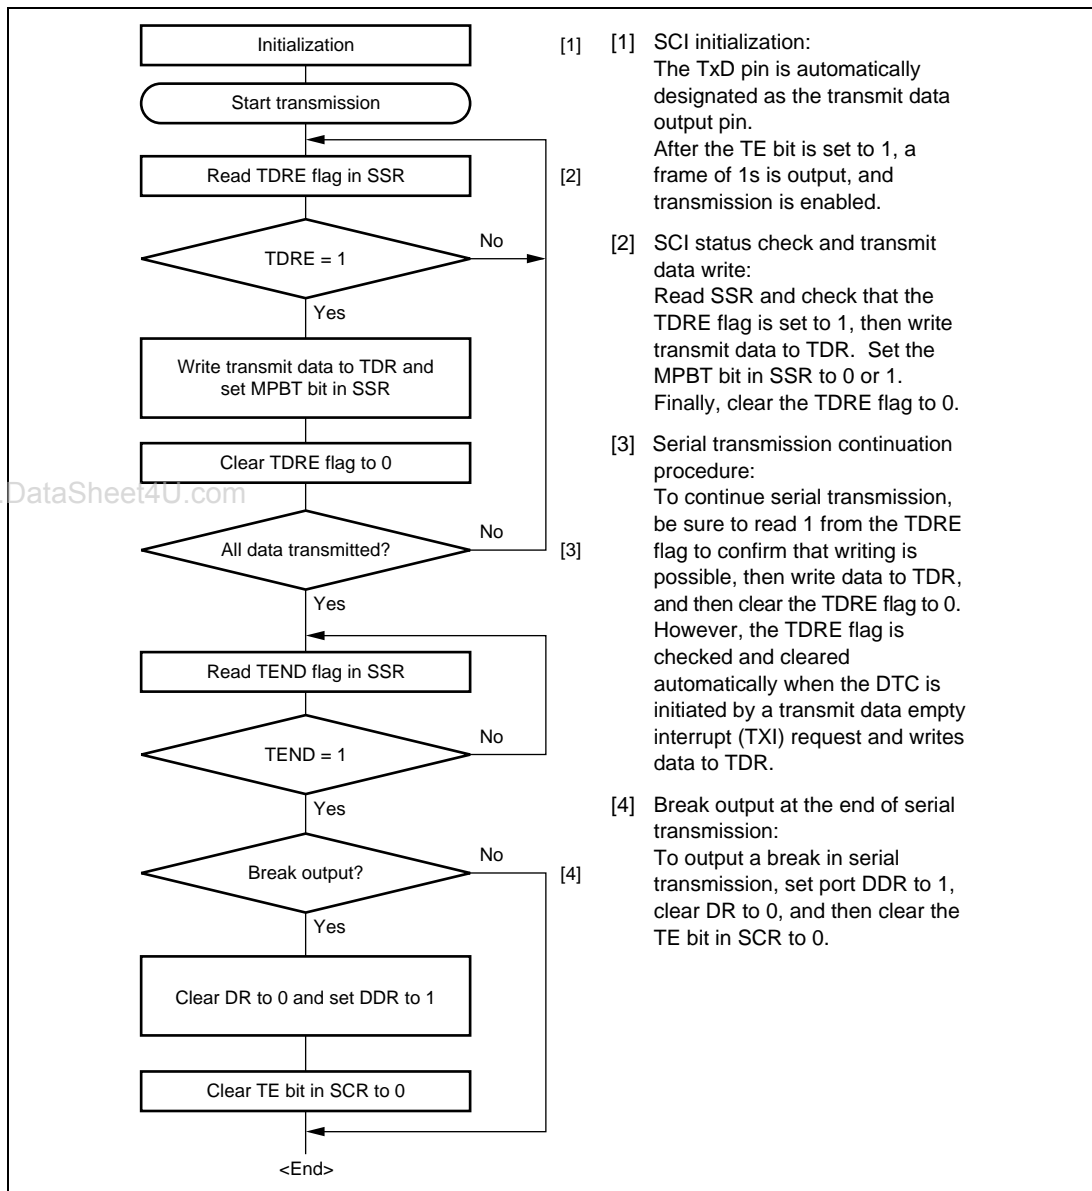 Initialization
[1]
Start transmission
Read TDRE flag in SSR
[2]
TDRE = 1
No
Yes
Write transmit data to TDR and
set MPBT bit in SSR
Clear TDRE flag to 0
.DataSheet4U.com
All data transmitted?
No
[3]
Yes
Read TEND flag in SSR
TEND = 1
No
Yes
Break output?
No
[4]
Yes
Clear DR to 0 and set DDR to 1
Clear TE bit in SCR to 0
<End>
[1] SCI initialization:
The TxD pin is automatically
designated as the transmit data
output pin.
After the TE bit is set to 1, a
frame of 1s is output, and
transmission is enabled.
[2] SCI status check and transmit
data write:
Read SSR and check that the
TDRE flag is set to 1, then write
transmit data to TDR. Set the
MPBT bit in SSR to 0 or 1.
Finally, clear the TDRE flag to 0.
[3] Serial transmission continuation
procedure:
To continue serial transmission,
be sure to read 1 from the TDRE
flag to confirm that writing is
possible, then write data to TDR,
and then clear the TDRE flag to 0.
However, the TDRE flag is
checked and cleared
automatically when the DTC is
initiated by a transmit data empty
interrupt (TXI) request and writes
data to TDR.
[4] Break output at the end of serial
transmission:
To output a break in serial
transmission, set port DDR to 1,
clear DR to 0, and then clear the
TE bit in SCR to 0.